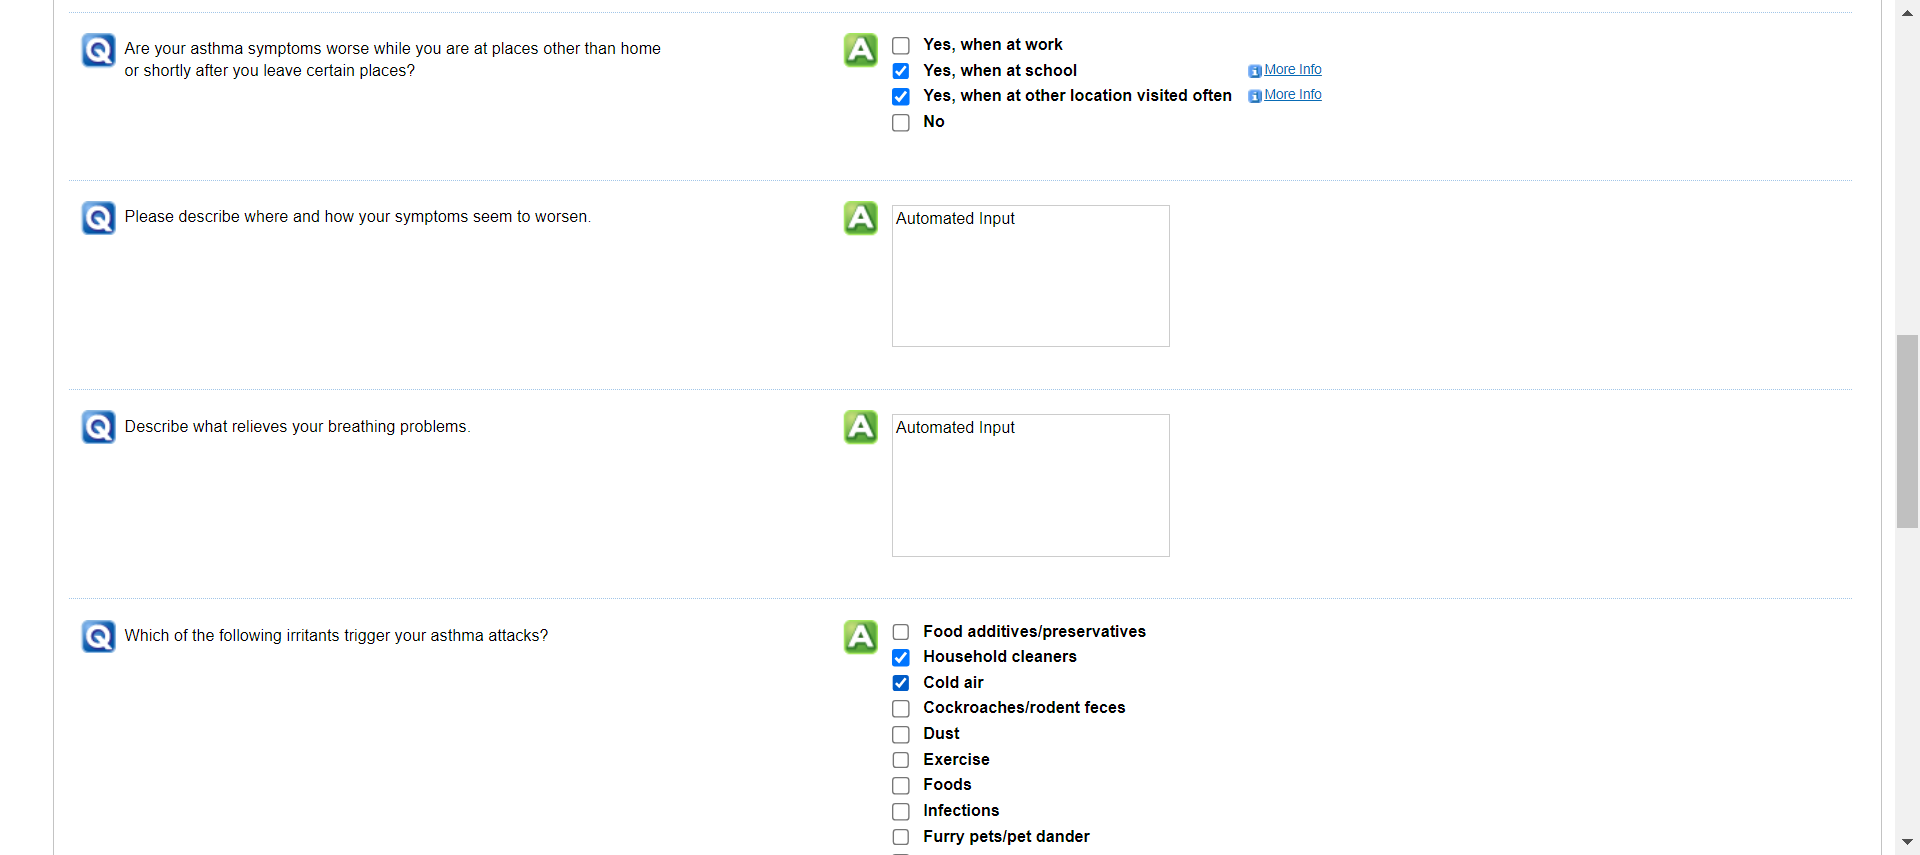 Q Are your asthma symptoms worse while you are at places other than home
or shortly after you leave certain places?
A Yes, when at work
Yes, when at school i More Info
Yes, when at other location visited often i More Info
No
Q Please describe where and how your symptoms seem to worsen.
A Automated Input
Q Describe what relieves your breathing problems.
A Automated Input
Q Which of the following irritants trigger your asthma attacks?
A Food additives/preservatives
Household cleaners
Cold air
Cockroaches/rodent feces
Dust
Exercise
Foods
Infections
Furry pets/pet dander